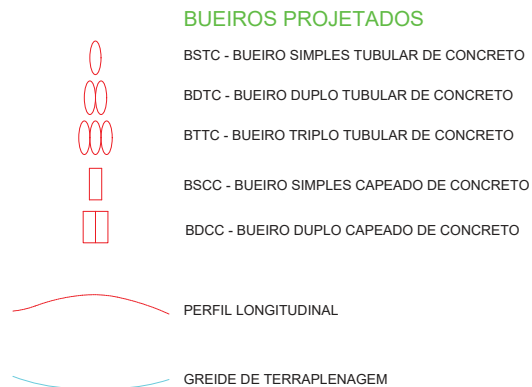 BUEIROS PROJETADOS
BSTC - BUEIRO SIMPLES TUBULAR DE CONCRETO
BDTC - BUEIRO DUPLO TUBULAR DE CONCRETO
BTTC - BUEIRO TRIPLO TUBULAR DE CONCRETO
BSCC - BUEIRO SIMPLES CAPEADO DE CONCRETO
BDCC - BUEIRO DUPLO CAPEADO DE CONCRETO
PERFIL LONGITUDINAL
GREIDE DE TERRAPLENAGEM